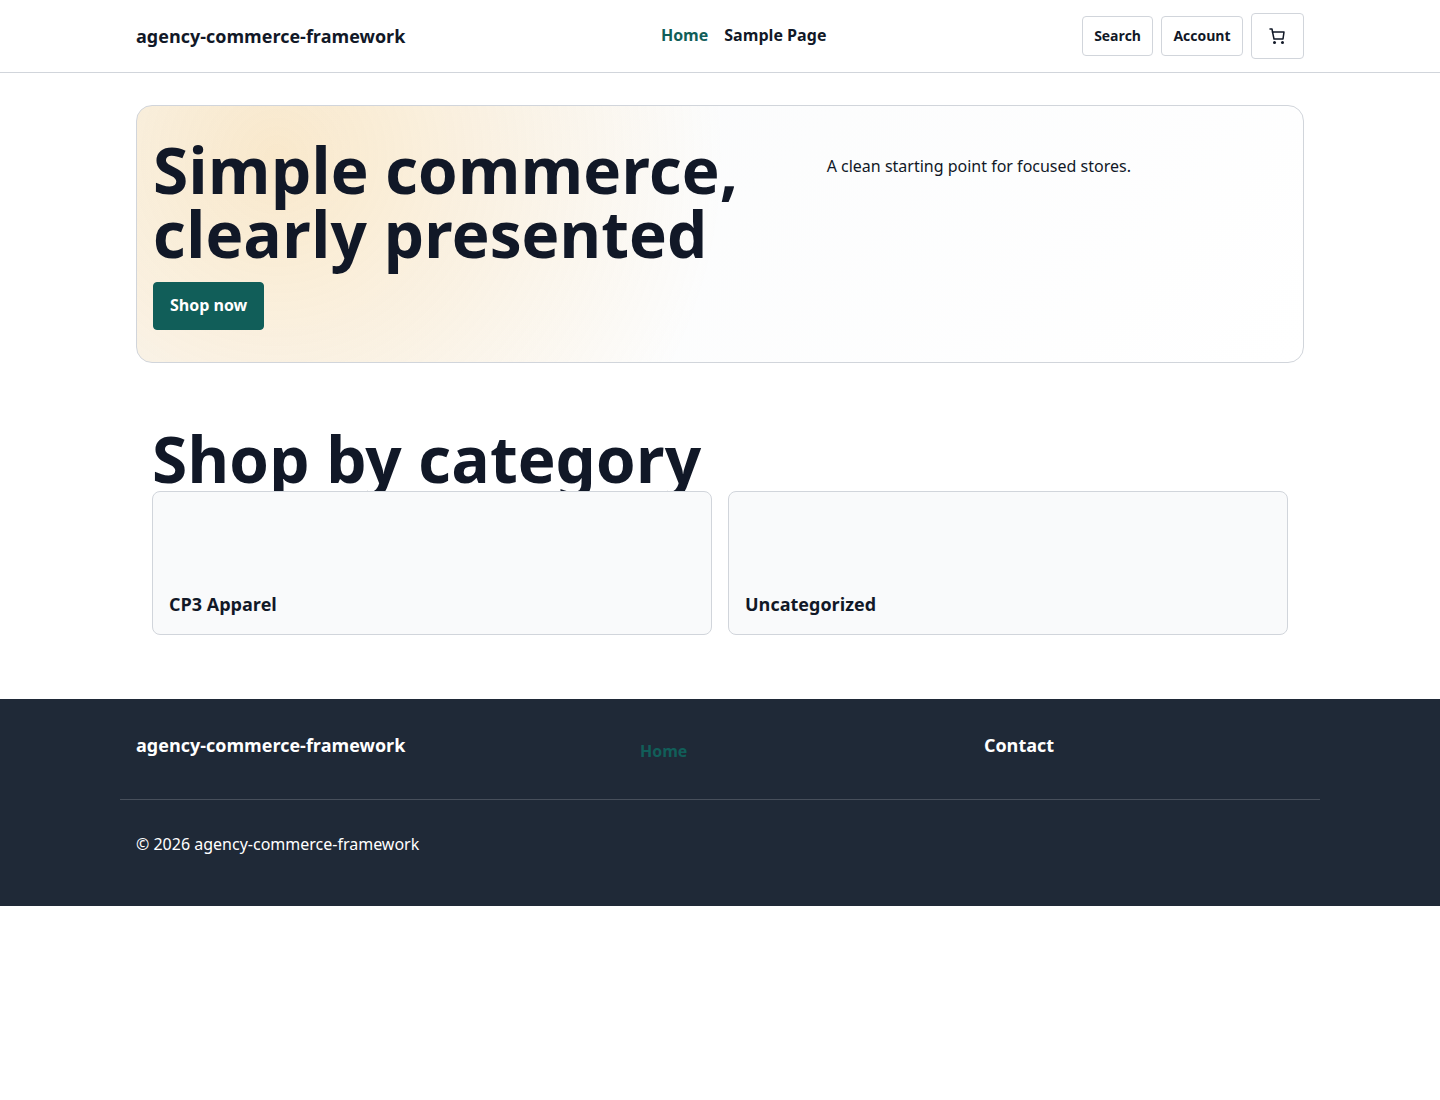 agency-commerce-framework
Home
Sample Page
Search
Account
Simple commerce,
clearly presented
A clean starting point for focused stores.
Shop now
Shop by category
CP3 Apparel
Uncategorized
agency-commerce-framework
Home
Contact
© 2026 agency-commerce-framework